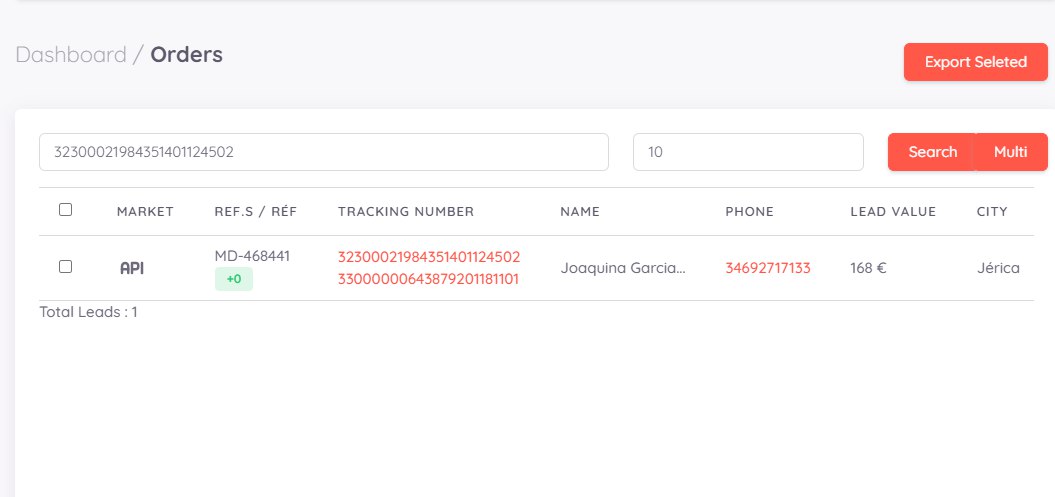 Dashboard / Orders
Export Seleted
32300021984351401124502
10
Search
Multi
MARKET REF.S / RÉF TRACKING NUMBER NAME PHONE LEAD VALUE CITY
API MD-468441 +0 32300021984351401124502 33000000643879201181101 Joaquina Garcia... 34692717133 168 € Jérica
Total Leads : 1